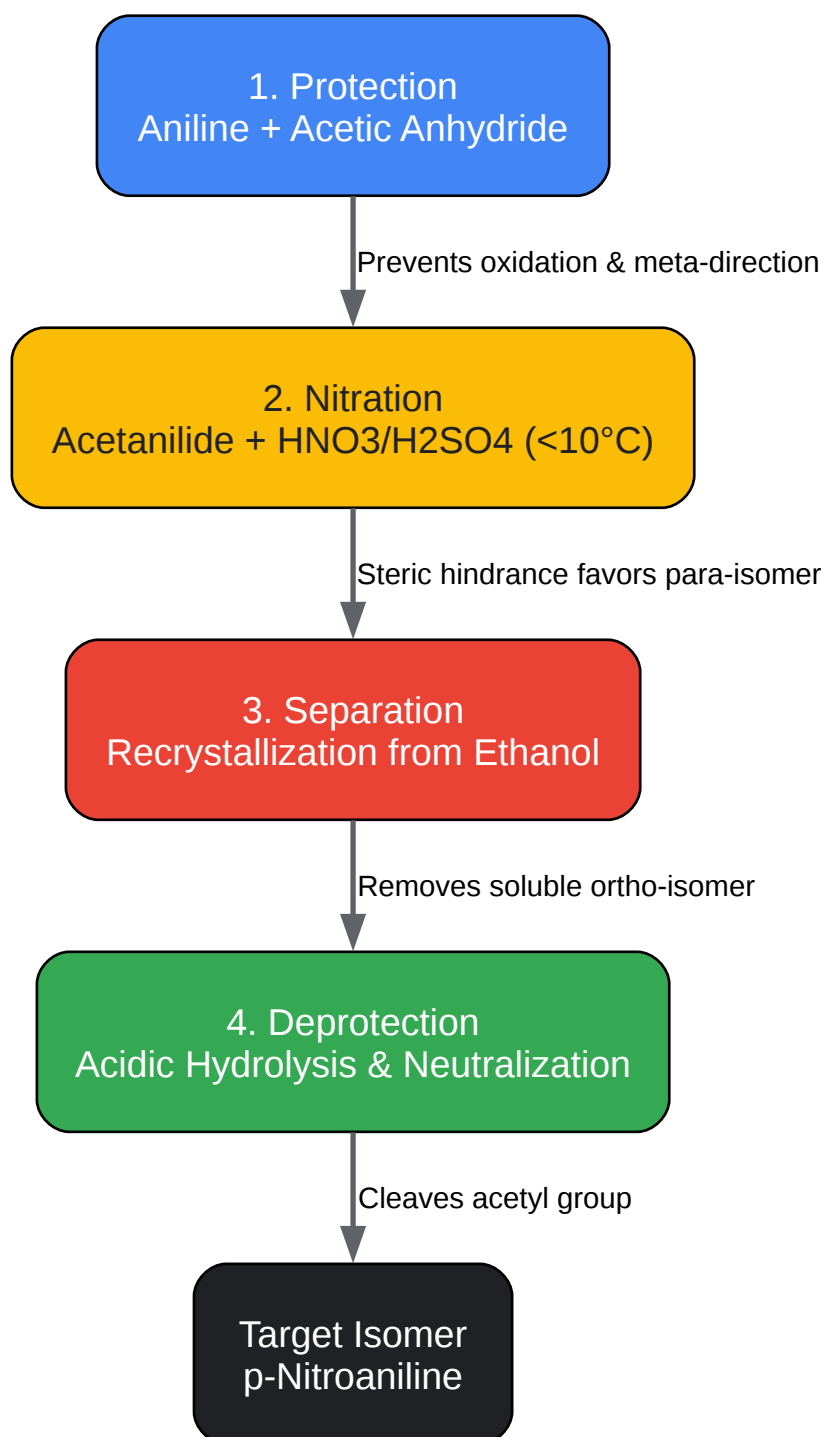 1. Protection
Aniline + Acetic Anhydride
Prevents oxidation & meta-direction
2. Nitration
Acetanilide + HNO3/H2SO4 (<10°C)
Steric hindrance favors para-isomer
3. Separation
Recrystallization from Ethanol
Removes soluble ortho-isomer
4. Deprotection
Acidic Hydrolysis & Neutralization
Cleaves acetyl group
Target Isomer
p-Nitroaniline